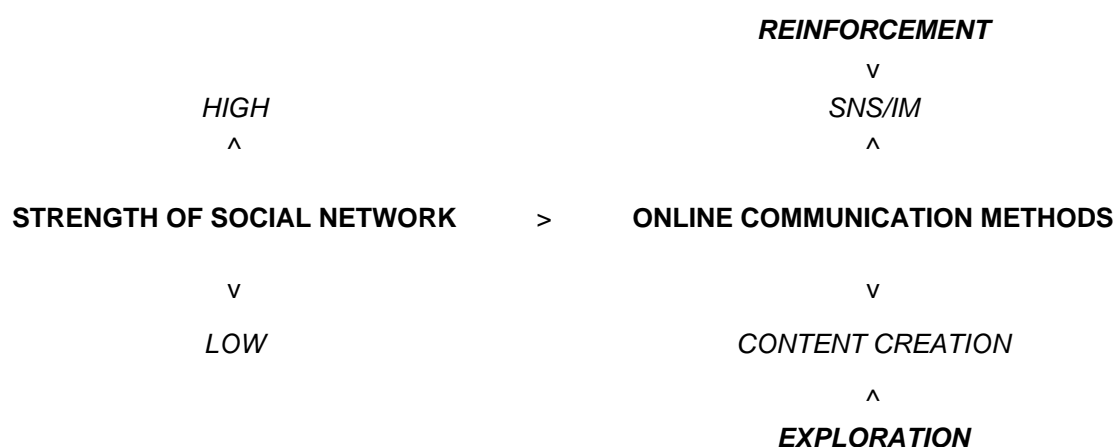 REINFORCEMENT
v
HIGH SNS/IM
^ ^
STRENGTH OF SOCIAL NETWORK > ONLINE COMMUNICATION METHODS
v v
LOW CONTENT CREATION
^
EXPLORATION